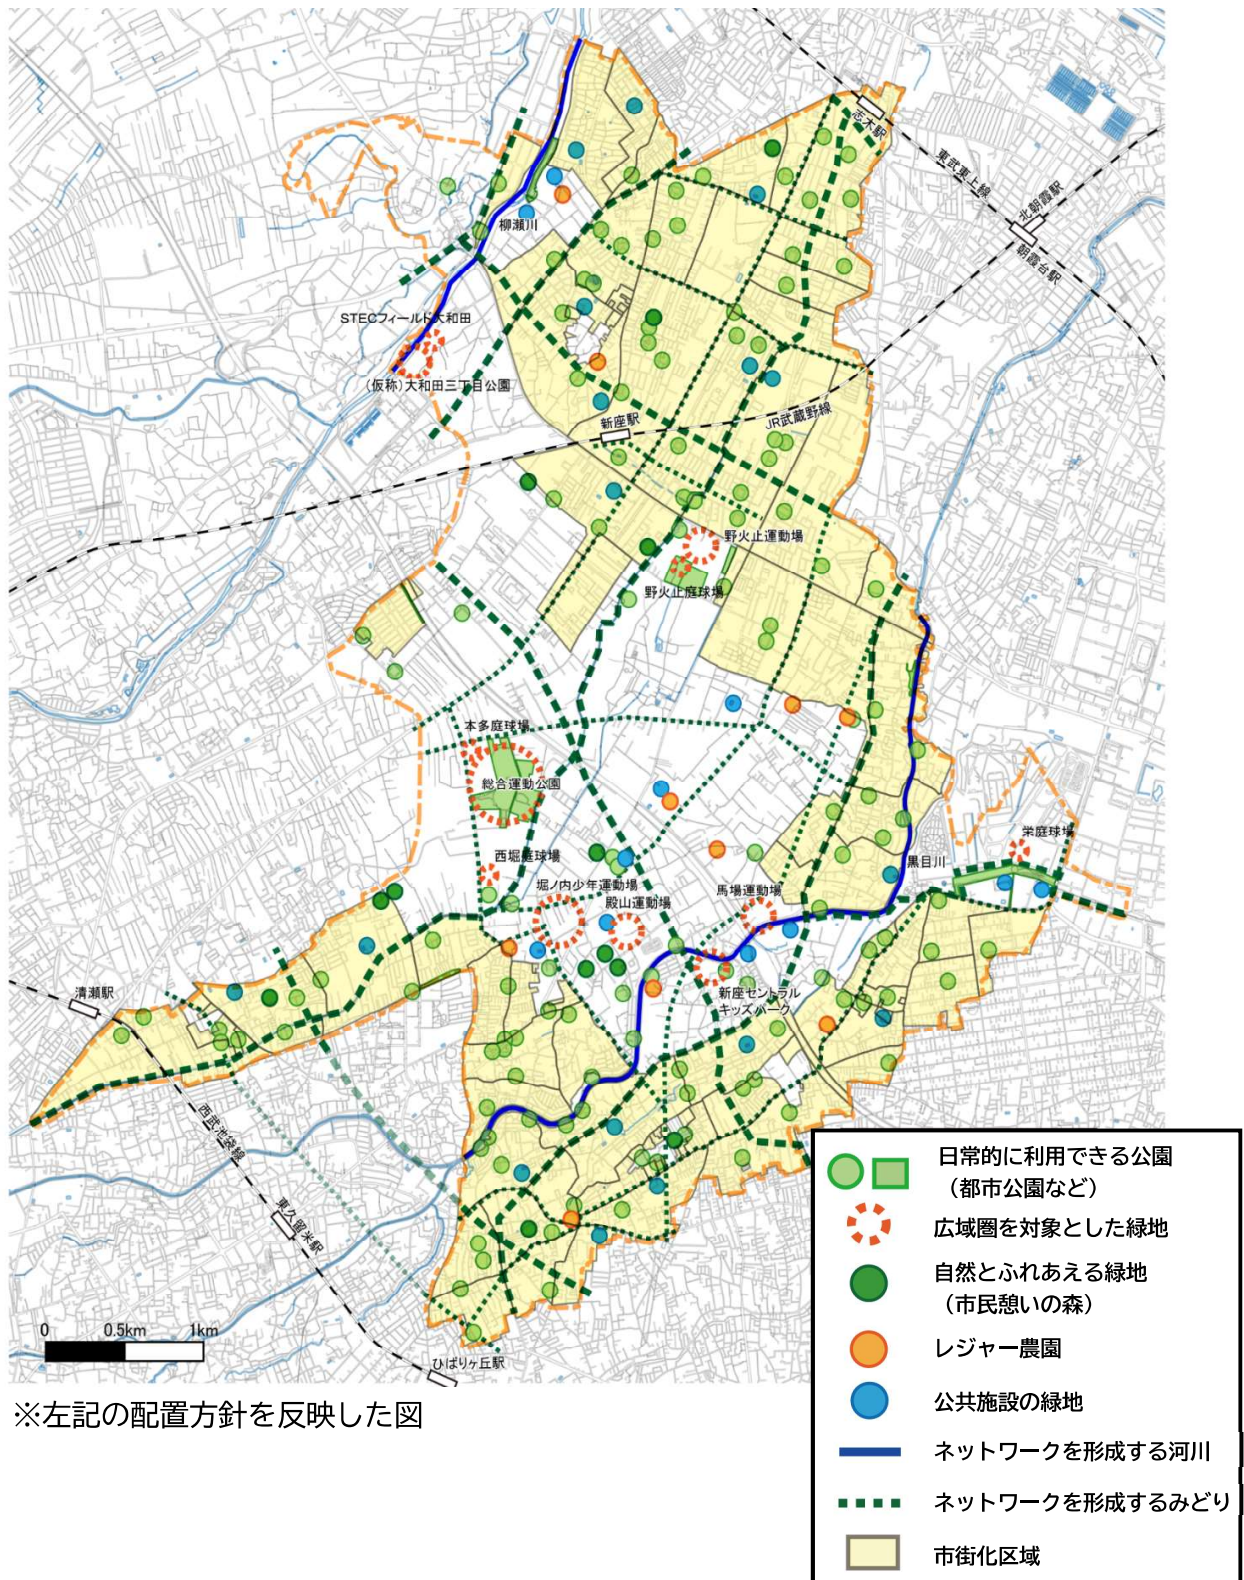 志木駅
東武東上線
北朝霞駅
朝霞台駅
柳瀬川
STECフィールド大和田
(仮称)大和田三丁目公園
新座駅
JR武蔵野線
野火止運動場
野火止庭球場
本多庭球場
総合運動公園
西堀庭球場
堀ノ内少年運動場
殿山運動場
馬場運動場
黒目川
栄庭球場
新座セントラル
キッズパーク
清瀬駅
西武池袋線
東久留米駅
ひばりヶ丘駅
0 0.5km 1km
※左記の配置方針を反映した図
日常的に利用できる公園
（都市公園など）
広域圏を対象とした緑地
自然とふれあえる緑地
（市民憩いの森）
レジャー農園
公共施設の緑地
ネットワークを形成する河川
ネットワークを形成するみどり
市街化区域